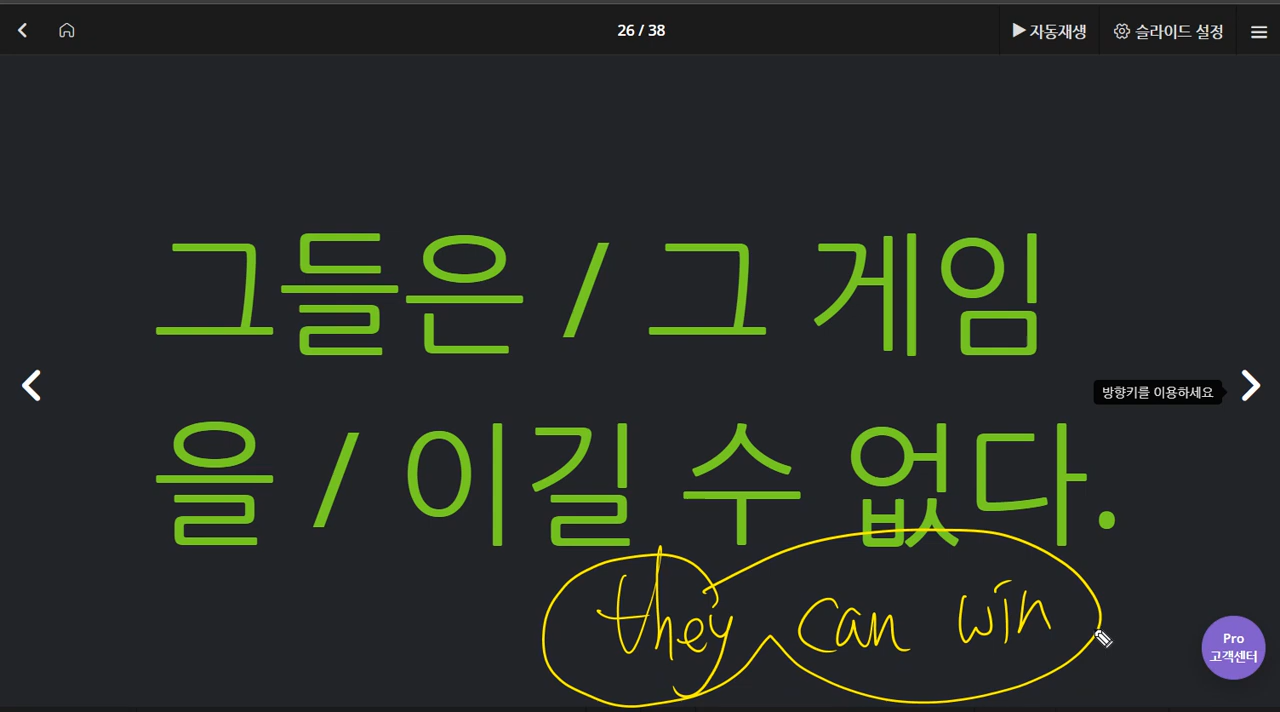 26 / 38
▶ 자동재생
슬라이드 설정
그들은 / 그 게임
을 / 이길 수 없다.
방향키를 이용하세요
they can win
Pro
고객센터